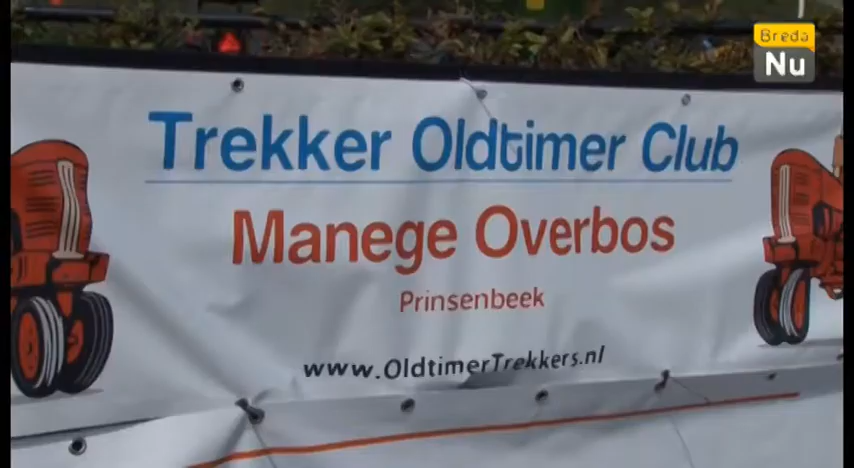 Breda
Nu
Trekker Oldtimer Club
Manege Overbos
Prinsenbeek
www.OldtimerTrekkers.nl